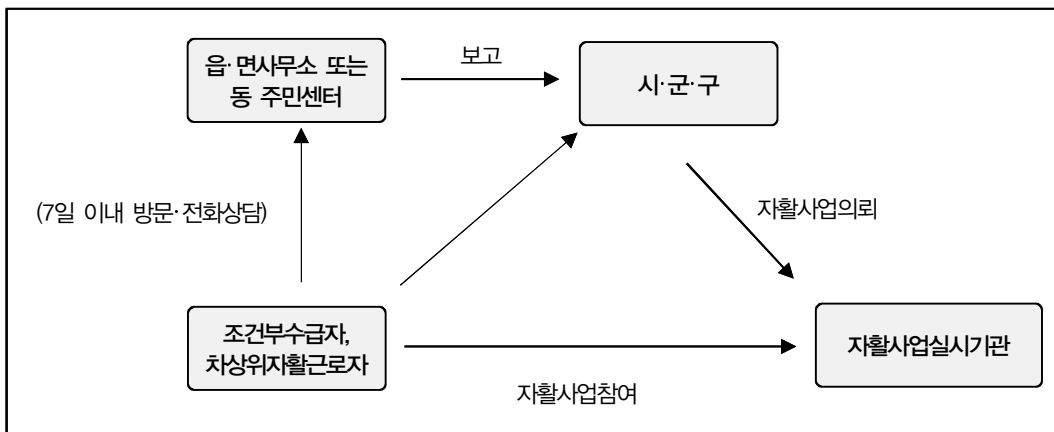 읍·면사무소 또는
동 주민센터
보고
시·군·구
(7일 이내 방문·전화상담)
자활사업의뢰
조건부수급자,
차상위자활근로자
자활사업실시기관
자활사업참여